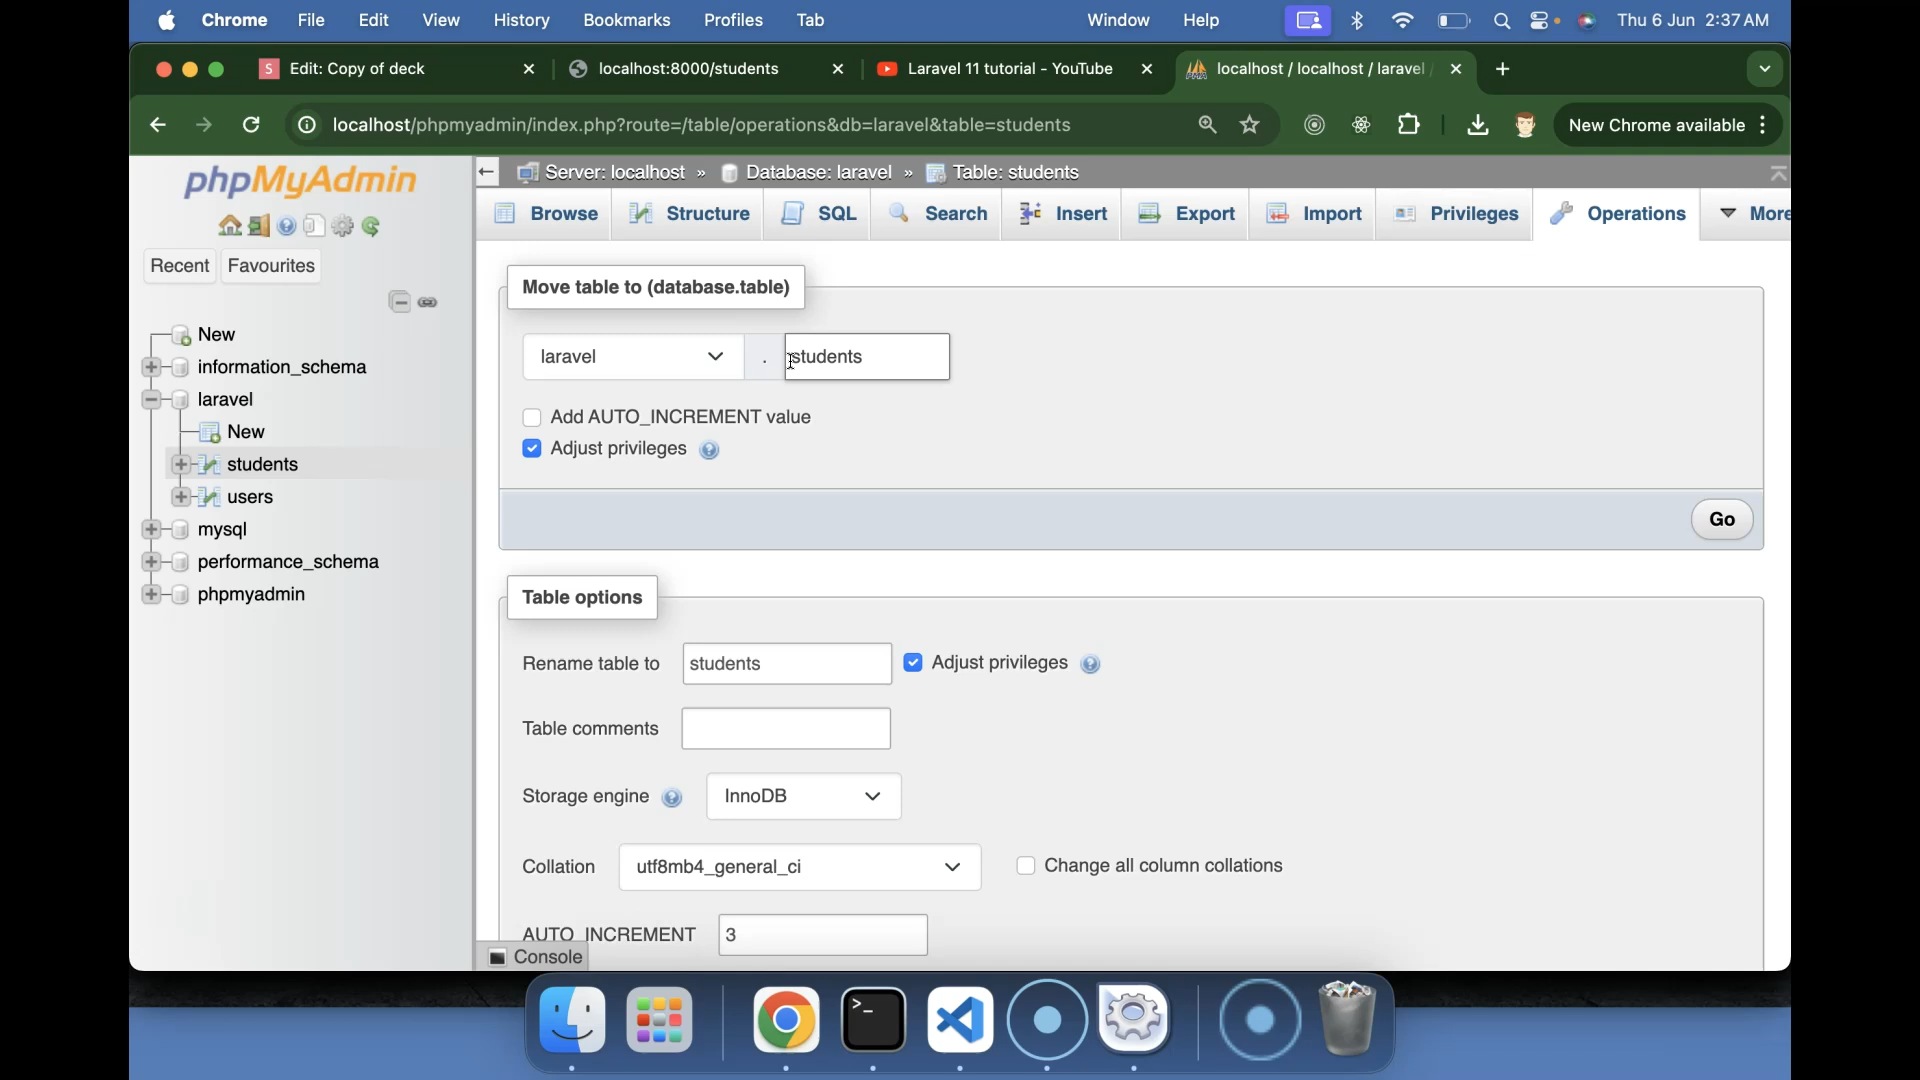 Chrome File Edit View History Bookmarks Profiles Tab Window Help Thu 6 Jun 2:37 AM
S Edit: Copy of deck localhost:8000/students Laravel 11 tutorial - YouTube localhost / localhost / laravel
localhost/phpmyadmin/index.php?route=/table/operations&db=laravel&table=students New Chrome available
phpMyAdmin
Recent Favourites
New
information_schema
laravel
New
students
users
mysql
performance_schema
phpmyadmin
Server: localhost » Database: laravel » Table: students
Browse Structure SQL Search Insert Export Import Privileges Operations More
Move table to (database.table)
laravel . students
Add AUTO_INCREMENT value
Adjust privileges
Go
Table options
Rename table to students Adjust privileges
Table comments
Storage engine InnoDB
Collation utf8mb4_general_ci Change all column collations
AUTO_INCREMENT 3
Console